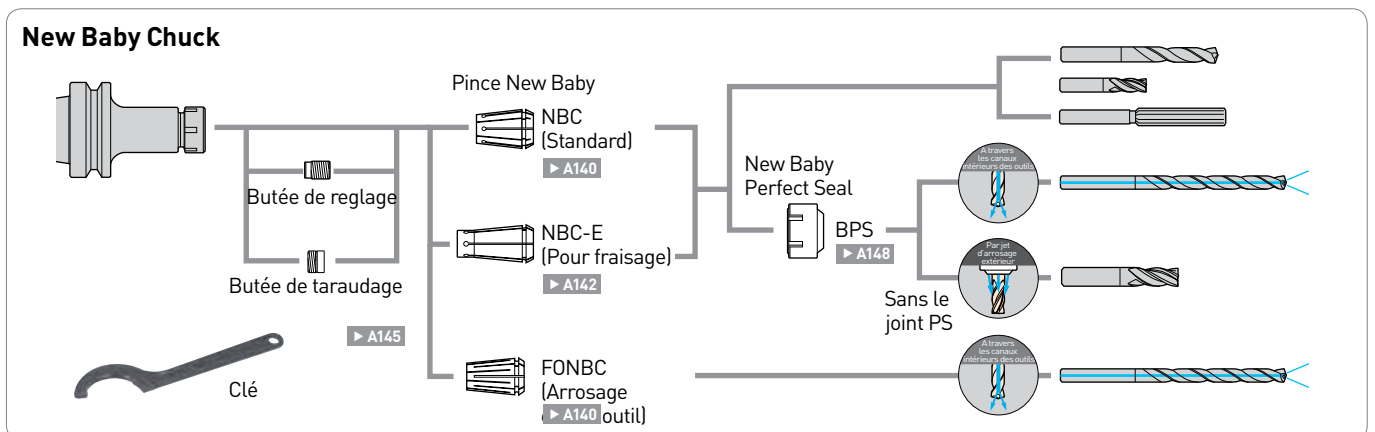 New Baby Chuck
Pince New Baby
NBC
(Standard)
▶ A140
Butée de reglage
NBC-E
(Pour fraisage)
▶ A142
Butée de taraudage
▶ A145
Clé
FONBC
(Arrosage
▶ A140 outil)
New Baby
Perfect Seal
BPS
▶ A148
Sans le
joint PS
A travers
les canaux
intérieurs des outils
Par jet
d'arrosage
extérieur
A travers
les canaux
intérieurs des outils